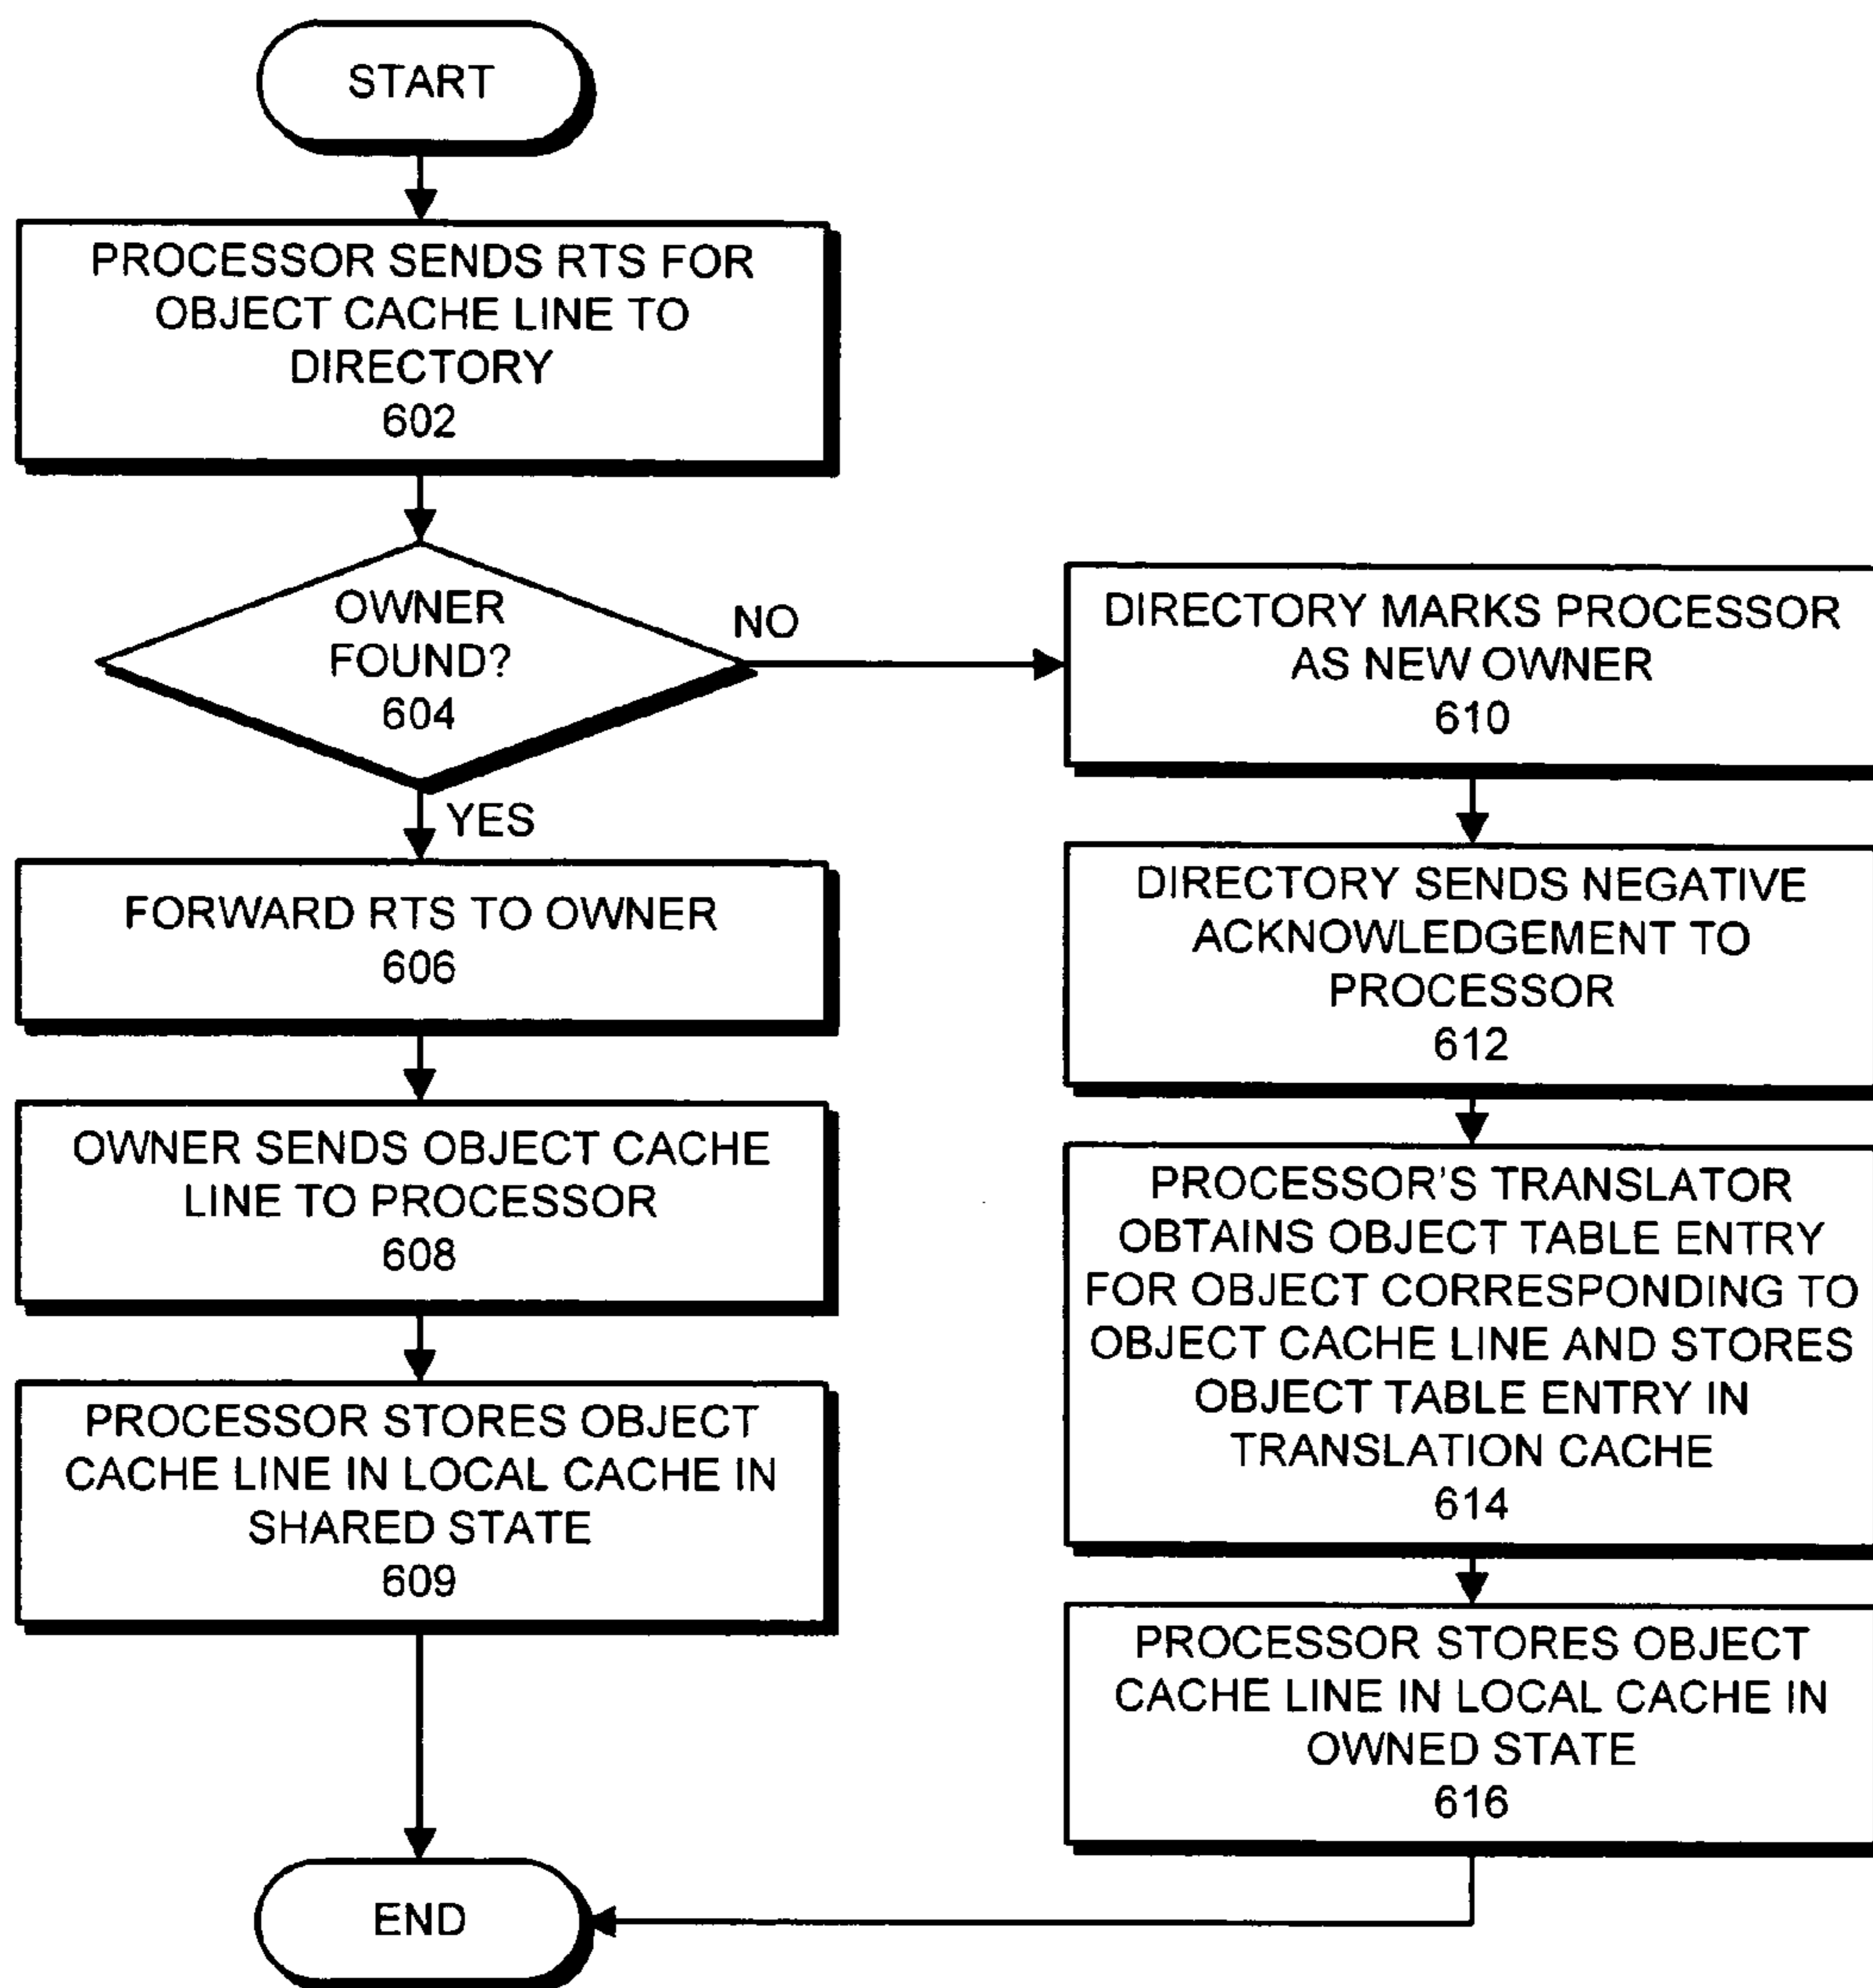 START
PROCESSOR SENDS RTS FOR
OBJECT CACHE LINE TO
DIRECTORY
602
OWNER
FOUND?
604
NO
YES
FORWARD RTS TO OWNER
606
OWNER SENDS OBJECT CACHE
LINE TO PROCESSOR
608
PROCESSOR STORES OBJECT
CACHE LINE IN LOCAL CACHE IN
SHARED STATE
609
DIRECTORY MARKS PROCESSOR
AS NEW OWNER
610
DIRECTORY SENDS NEGATIVE
ACKNOWLEDGEMENT TO
PROCESSOR
612
PROCESSOR'S TRANSLATOR
OBTAINS OBJECT TABLE ENTRY
FOR OBJECT CORRESPONDING TO
OBJECT CACHE LINE AND STORES
OBJECT TABLE ENTRY IN
TRANSLATION CACHE
614
PROCESSOR STORES OBJECT
CACHE LINE IN LOCAL CACHE IN
OWNED STATE
616
END